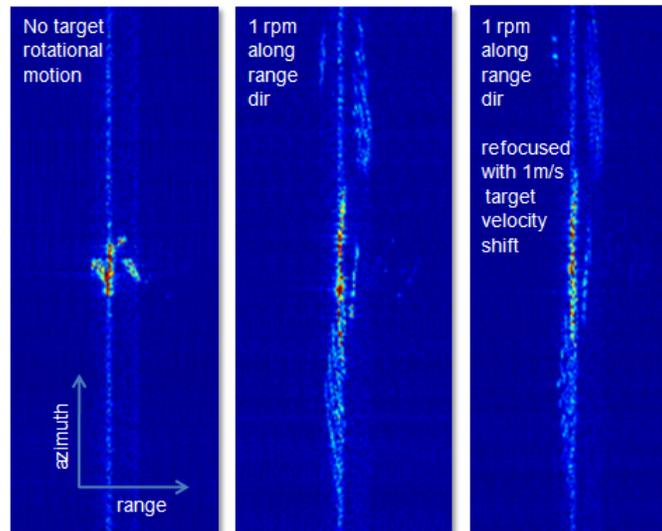 No target
rotational
motion
azimuth
range
1 rpm
along
range
dir
1 rpm
along
range
dir
refocused
with 1m/s
target
velocity
shift